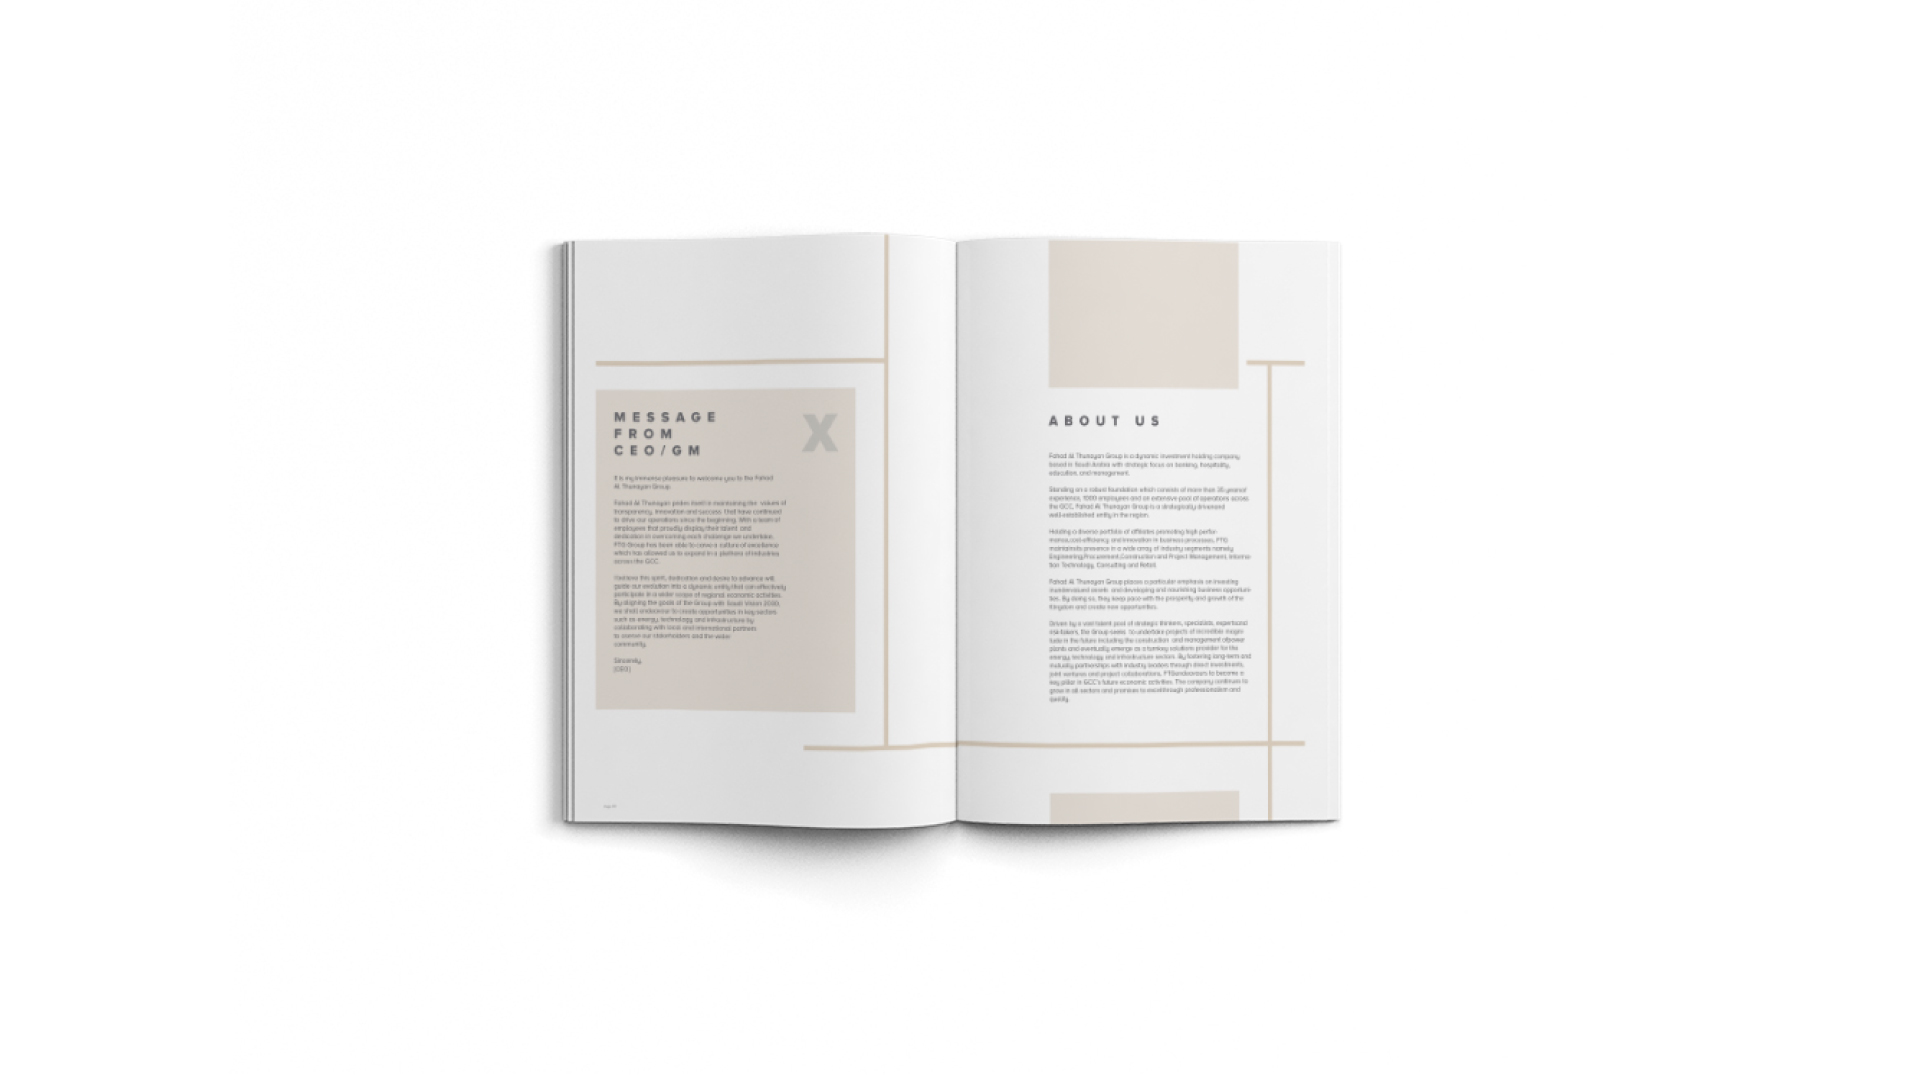 MESSAGE
FROM
CEO/GM
X
It is my immense pleasure to welcome you to the Fahad
Al Thunayan Group
Fahad Al Thunayan prides itself in maintaining the values of
transparency, innovation and success that have continued
to drive our operations since the beginning. With a team of
employees that proudly display their talent and
dedication in overcoming each challenge we undertake,
FTG Group has been able to carve a culture of excellence
which has allowed us to expand in a plethora of industries
across the GCC.
I believe this spirit, dedication and desire to advance will
guide our evolution into a dynamic entity that can effectively
participate in a wider scope of regional economic activities.
By aligning the goals of the Group with Saudi Vision 2030,
we shall endeavour to create opportunities in key sectors
such as energy, technology and infrastructure by
collaborating with local and international partners
to our stakeholders and the wider
community.
Sincerely,
(CEO)
ABOUT US
Fahad Al Thunayan Group is a dynamic investment holding company
based in Saudi Arabia with strategic focus on banking, hospitality,
education, and management.
Standing on a robust foundation which consists of more than 35 years of
experience, 1000 employees and an extensive pool of operations across
the GCC, Fahad Al Thunayan Group is a strategically driven and
well-established entity in the region.
Holding a diverse portfolio of affiliates promoting high perfor-
mance, cost-efficiency, and innovation in business processes, FTG
maintains its presence in a wide array of industry segments namely
Engineering, Procurement, Construction and Project Management, Informa-
tion Technology, Consulting and Retail.
Fahad Al Thunayan Group places a particular emphasis on investing
in undervalued assets and developing and nourishing business opportuni-
ties. By doing so, they keep pace with the prosperity and growth of the
Kingdom and create new opportunities.
Driven by a vast talent pool of strategic thinkers, specialists, experts and
risk-takers, the Group seeks to undertake projects of incredible magni-
tude in the future including the construction and management of power
plants and eventually emerge as a turnkey solutions provider for the
energy, technology and infrastructure sectors. By fostering long-term and
industry partnerships with industry leaders through direct investments,
joint ventures and project collaborations, FTG endeavours to become a
key pillar in GCC's future economic activities. The company continues to
grow in all sectors and promises to excel through professionalism and
quality.